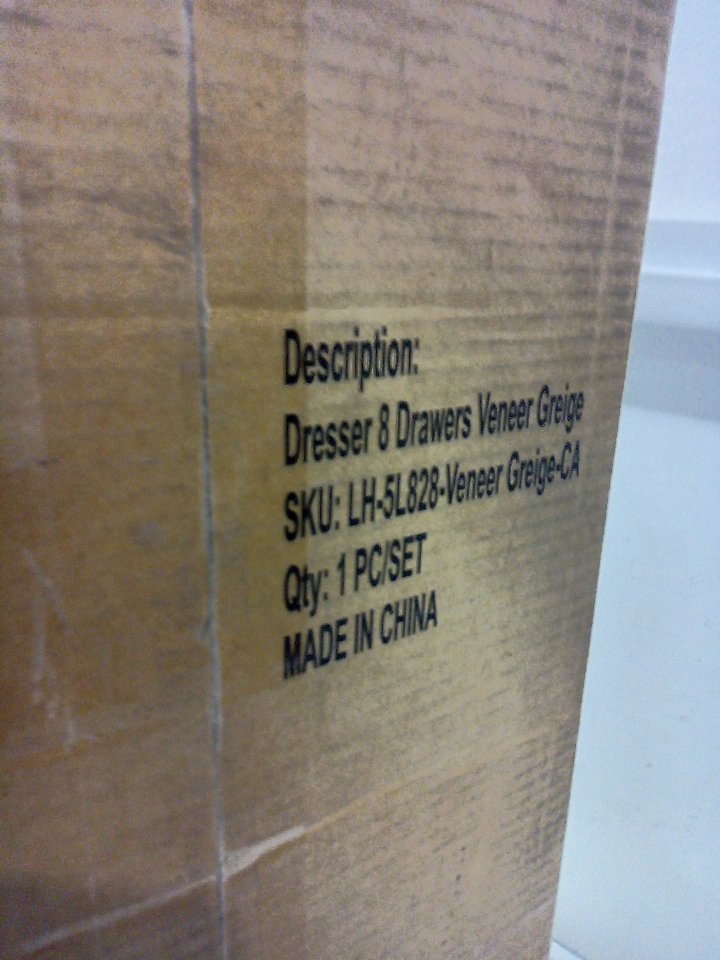 Description:
Dresser 8 Drawers Veneer Greige
SKU: LH-5L828-Veneer Greige-CA
Qty: 1 PC/SET
MADE IN CHINA